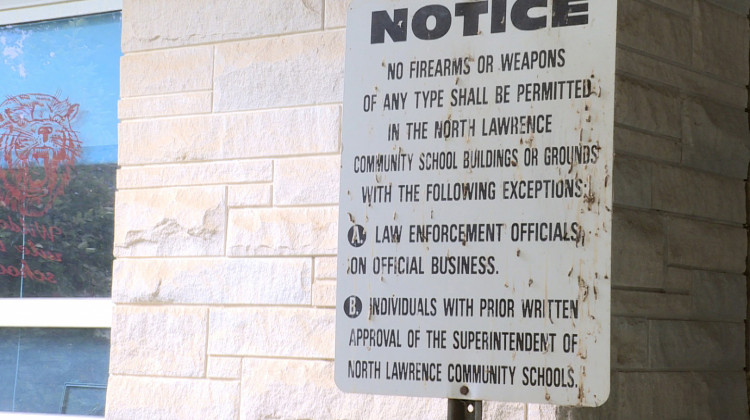 NOTICE
NO FIREARMS OR WEAPONS
OF ANY TYPE SHALL BE PERMITTED
IN THE NORTH LAWRENCE
COMMUNITY SCHOOL BUILDINGS OR GROUNDS
WITH THE FOLLOWING EXCEPTIONS:
A. LAW ENFORCEMENT OFFICIALS,
ON OFFICIAL BUSINESS.
B. INDIVIDUALS WITH PRIOR WRITTEN
APPROVAL OF THE SUPERINTENDENT OF
NORTH LAWRENCE COMMUNITY SCHOOLS.